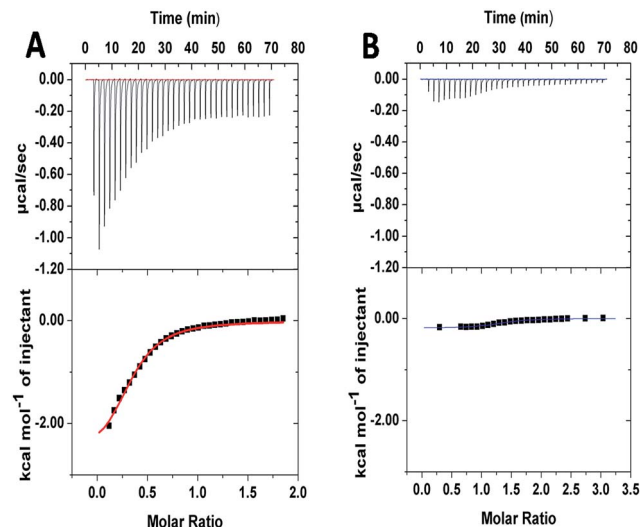 A
Time (min)
0 10 20 30 40 50 60 70 80
0.00
-0.20
-0.40
-0.60
-0.80
-1.00
-1.20
µcal/sec
0.00
-2.00
kcal mol⁻¹ of injectant
0.0 0.5 1.0 1.5 2.0
Molar Ratio
B
Time (min)
0 10 20 30 40 50 60 70 80
0.00
-0.20
-0.40
-0.60
-0.80
-1.00
-1.20
µcal/sec
0.00
-2.00
-4.00
kcal mol⁻¹ of injectant
0.0 0.5 1.0 1.5 2.0 2.5 3.0 3.5
Molar Ratio